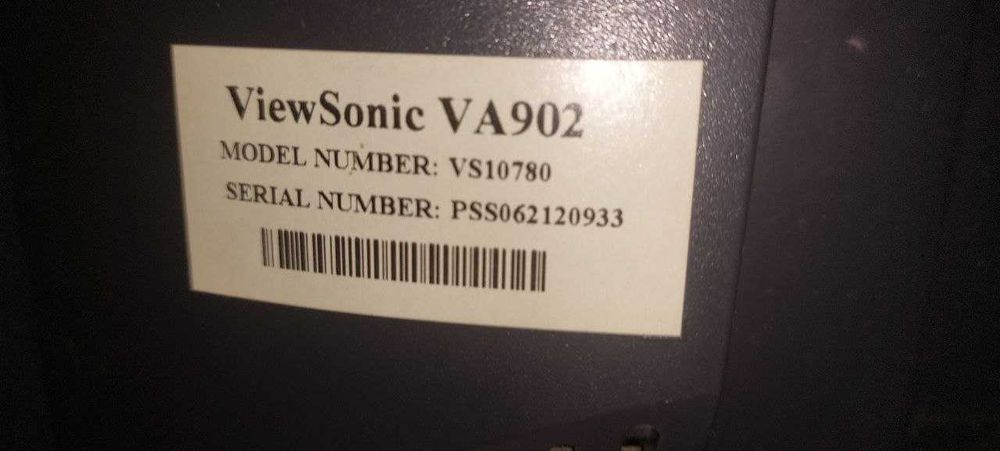 ViewSonic VA902
MODEL NUMBER: VS10780
SERIAL NUMBER: PSS062120933